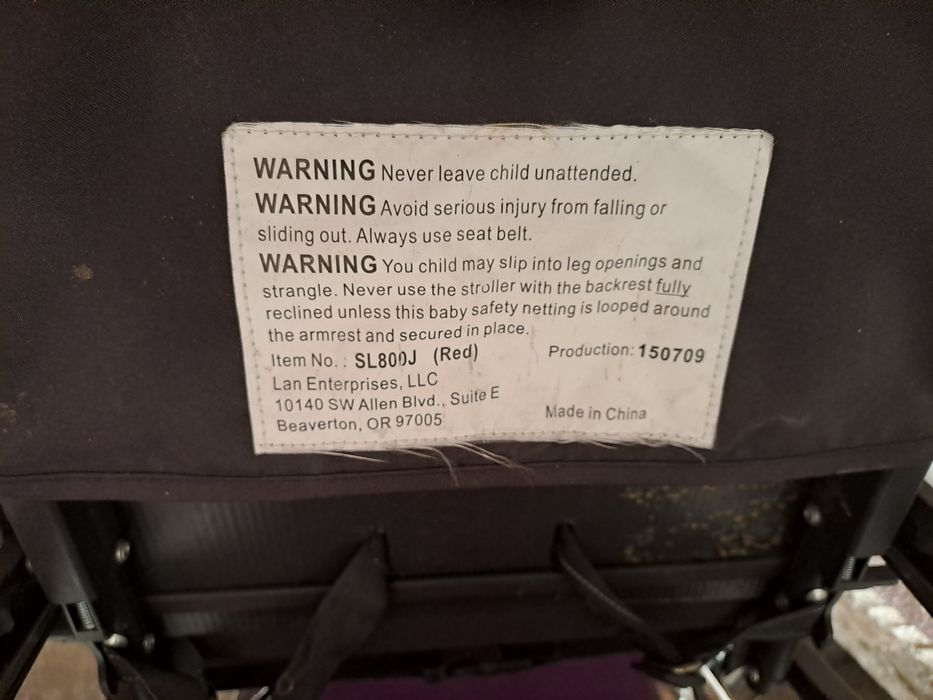 WARNING Never leave child unattended.
WARNING Avoid serious injury from falling or
sliding out. Always use seat belt.
WARNING You child may slip into leg openings and
strangle. Never use the stroller with the backrest fully
reclined unless this baby safety netting is looped around
the armrest and secured in place.
Item No. : SL800J (Red) Production: 150709
Lan Enterprises, LLC
10140 SW Allen Blvd., Suite E
Beaverton, OR 97005 Made in China